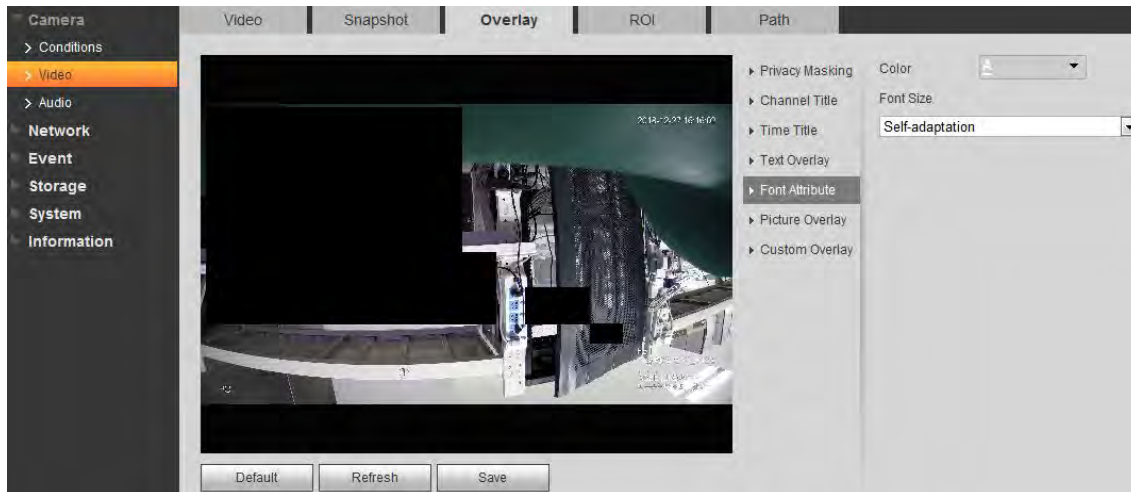 Camera
Conditions
Video
Audio
Network
Event
Storage
System
Information
Video
Snapshot
Overlay
ROI
Path
Privacy Masking
Channel Title
Time Title
Text Overlay
Font Attribute
Picture Overlay
Custom Overlay
Color
A
Font Size
Self-adaptation
Default
Refresh
Save